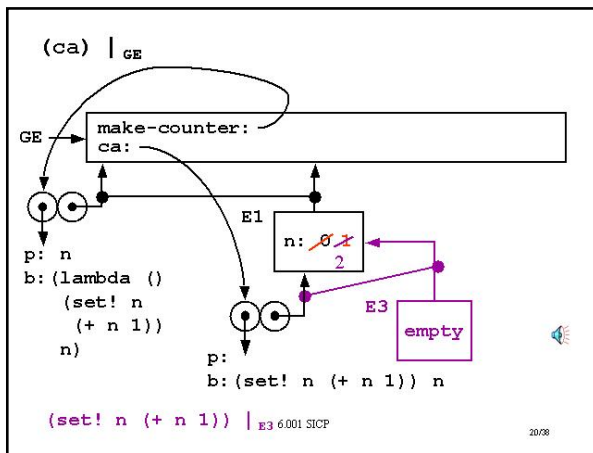 (ca) | GE
GE
make-counter:
ca:
E1
n: 0 1
2
p: n
b:(lambda ()
(set! n
(+ n 1))
n)
E3
empty
p:
b:(set! n (+ n 1)) n
(set! n (+ n 1)) | E3 6.001 SICP
20/38